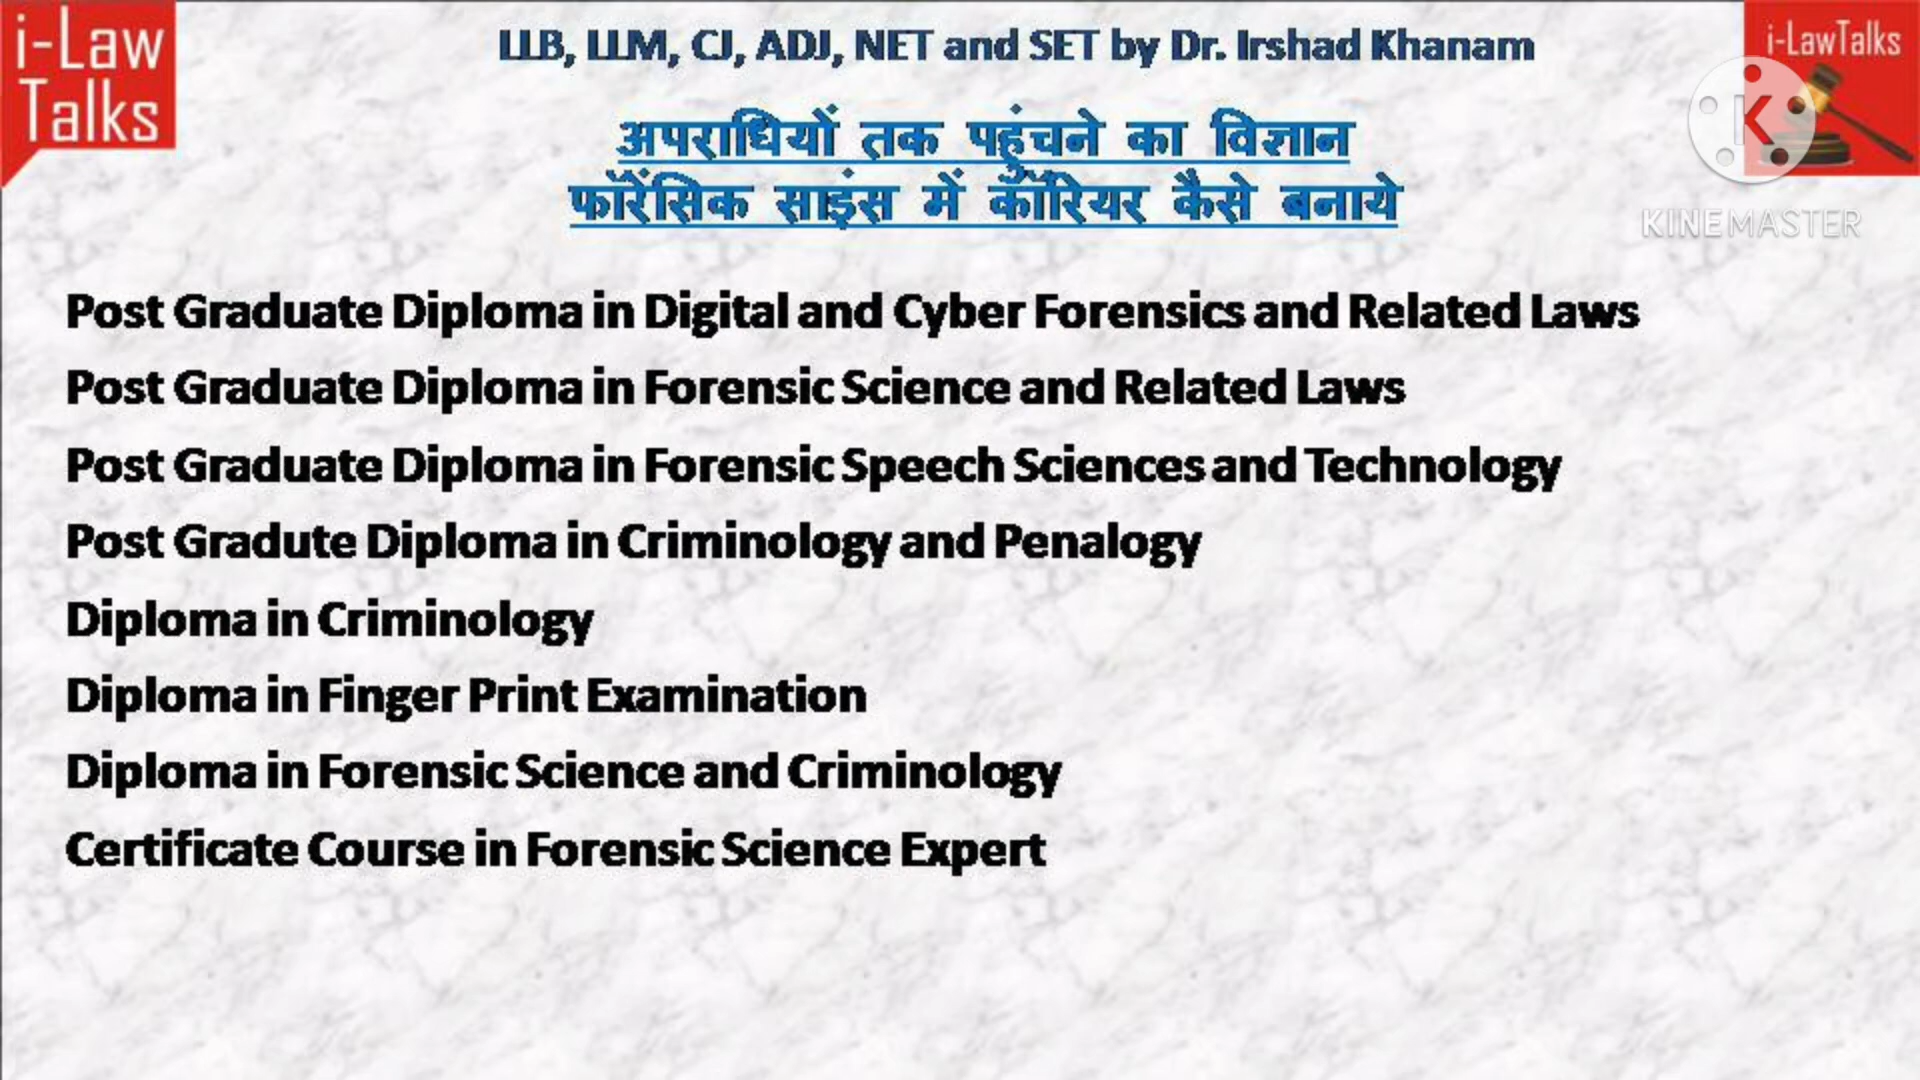 i-Law
Talks
LLB, LLM, CJ, ADJ, NET and SET by Dr. Irshad Khanam
i-LawTalks
K
KINEMASTER
अपराधियों तक पहुंचने का विज्ञान
फॉरेंसिक साइंस में कॉरियर कैसे बनाये
Post Graduate Diploma in Digital and Cyber Forensics and Related Laws
Post Graduate Diploma in Forensic Science and Related Laws
Post Graduate Diploma in Forensic Speech Sciences and Technology
Post Gradute Diploma in Criminology and Penalogy
Diploma in Criminology
Diploma in Finger Print Examination
Diploma in Forensic Science and Criminology
Certificate Course in Forensic Science Expert